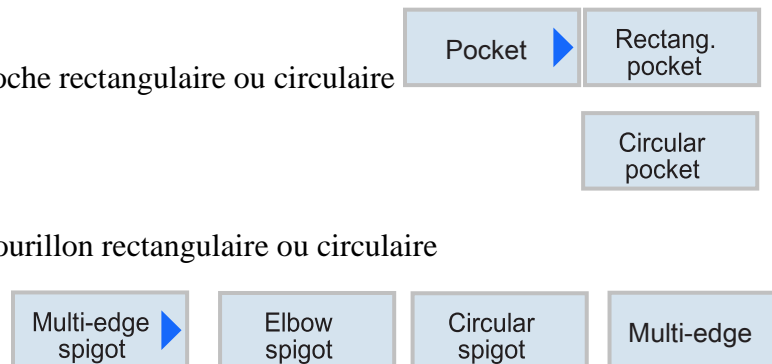 oche rectangulaire ou circulaire
Pocket
Rectang.
pocket
Circular
pocket
ourillon rectangulaire ou circulaire
Multi-edge
spigot
Elbow
spigot
Circular
spigot
Multi-edge